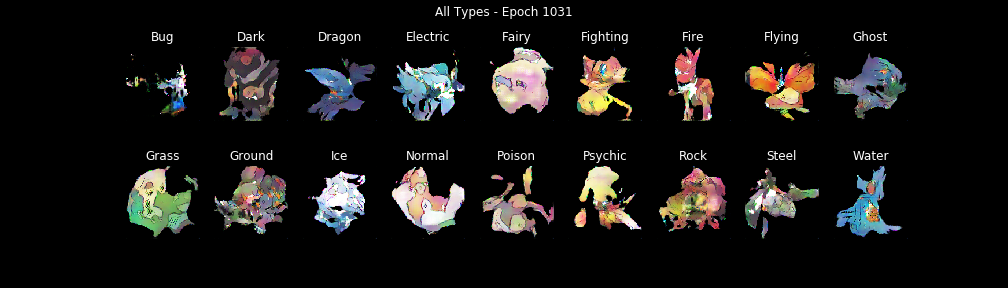 All Types - Epoch 1031
Bug Dark Dragon Electric Fairy Fighting Fire Flying Ghost
Grass Ground Ice Normal Poison Psychic Rock Steel Water